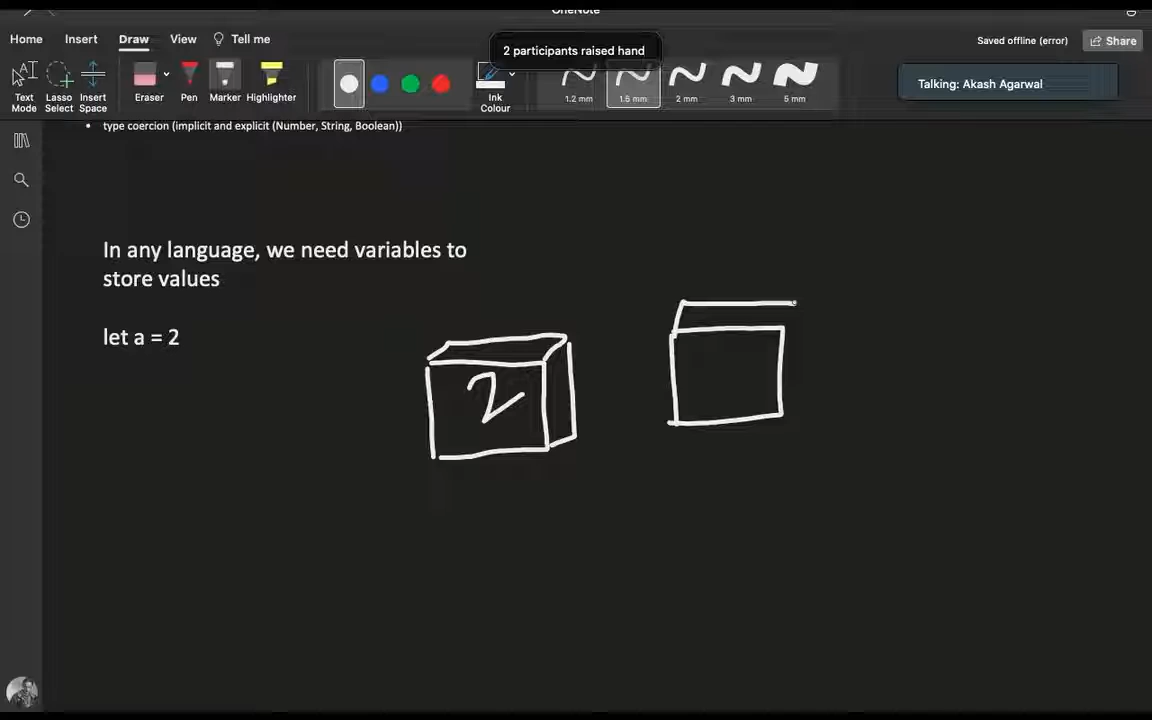 OneNote
Home Insert Draw View Tell me
2 participants raised hand
Saved offline (error) Share
Talking: Akash Agarwal
Text Mode
Lasso Select
Insert Space
Eraser
Pen
Marker
Highlighter
Ink Colour
1.2 mm
1.5 mm
2 mm
3 mm
5 mm
• type coercion (implicit and explicit (Number, String, Boolean))
In any language, we need variables to
store values
let a = 2
2